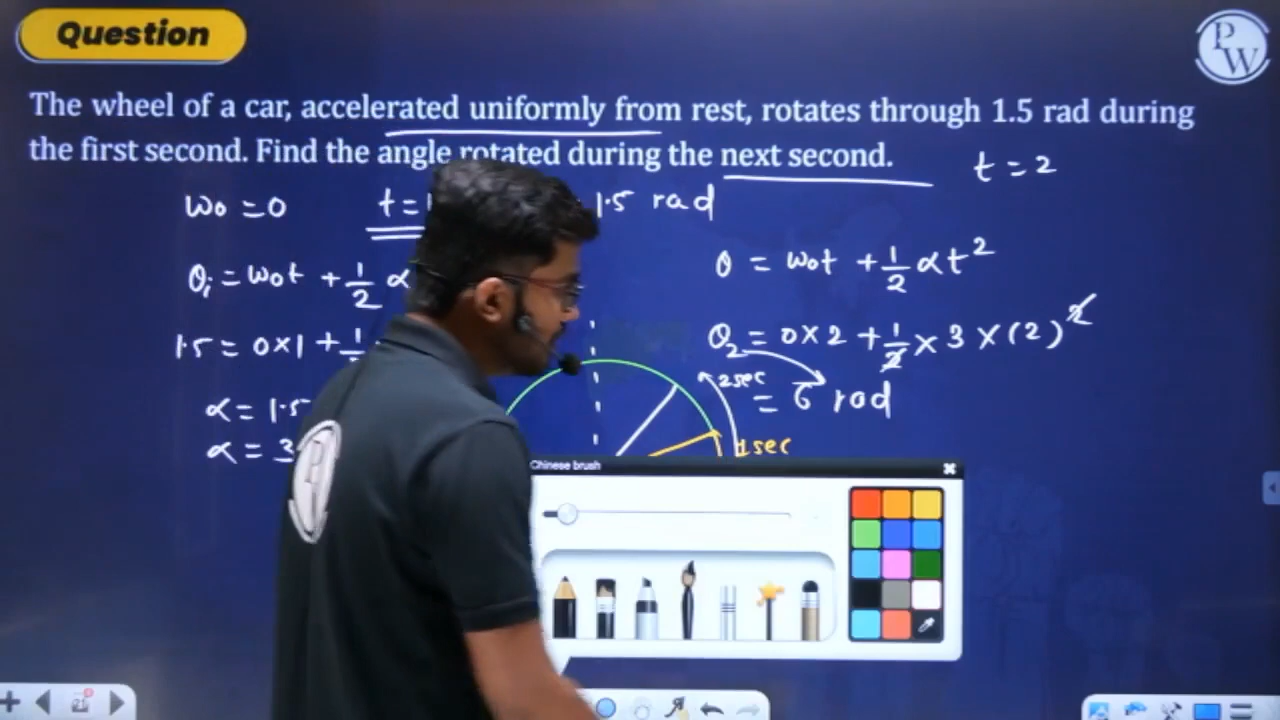 Question
PW
The wheel of a car, accelerated uniformly from rest, rotates through 1.5 rad during
the first second. Find the angle rotated during the next second.
t = 2
ω₀ = 0
t =
1.5 rad
θ₁ = ω₀t + 1/2 α
θ = ω₀t + 1/2 αt²
1.5 = 0×1 + 1/
θ₂ = 0×2 + 1/2 × 3 × (2)²
2sec
= 6 rad
α = 1.5
1sec
α = 3
Chinese brush